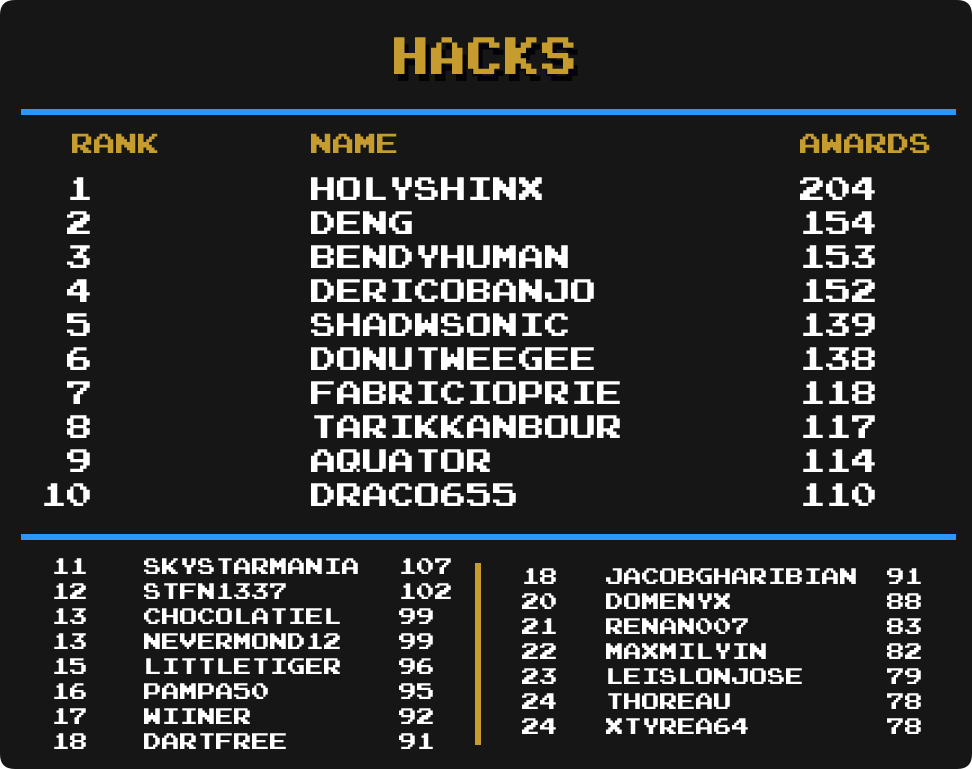 HACKS
RANK NAME AWARDS
1 HOLYSHINX 204
2 DENG 154
3 BENDYHUMAN 153
4 DERICOBANJO 152
5 SHADWSONIC 139
6 DONUTWEEGEE 138
7 FABRICIOPRIE 118
8 TARIKKANBOUR 117
9 AQUATOR 114
10 DRACO655 110
11 SKYSTARMANIA 107
12 STFN1337 102
13 CHOCOLATIEL 99
13 NEVERMOND12 99
15 LITTLETIGER 96
16 PAMPA50 95
17 WIINER 92
18 DARTFREE 91
18 JACOBGHARIBIAN 91
20 DOMENYX 88
21 RENAN007 83
22 MAXMILYIN 82
23 LEISLONJOSE 79
24 THOREAU 78
24 XTYREA64 78